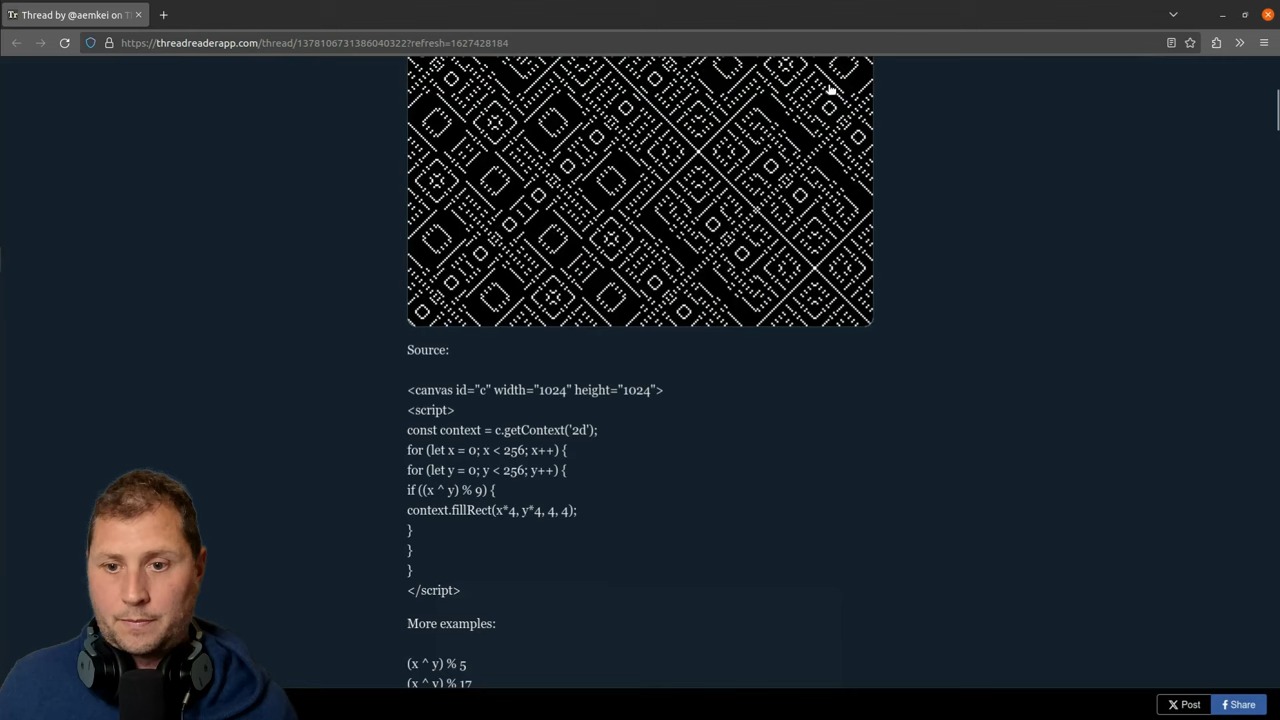 Tr Thread by @aemkei on T
https://threadreaderapp.com/thread/1378106731386040322?refresh=1627428184
Source:
<canvas id="c" width="1024" height="1024">
<script>
const context = c.getContext('2d');
for (let x = 0; x < 256; x++) {
for (let y = 0; y < 256; y++) {
if ((x ^ y) % 9) {
context.fillRect(x*4, y*4, 4, 4);
}
}
}
</script>
More examples:
(x ^ y) % 5
(x ^ y) % 17
X Post
f Share